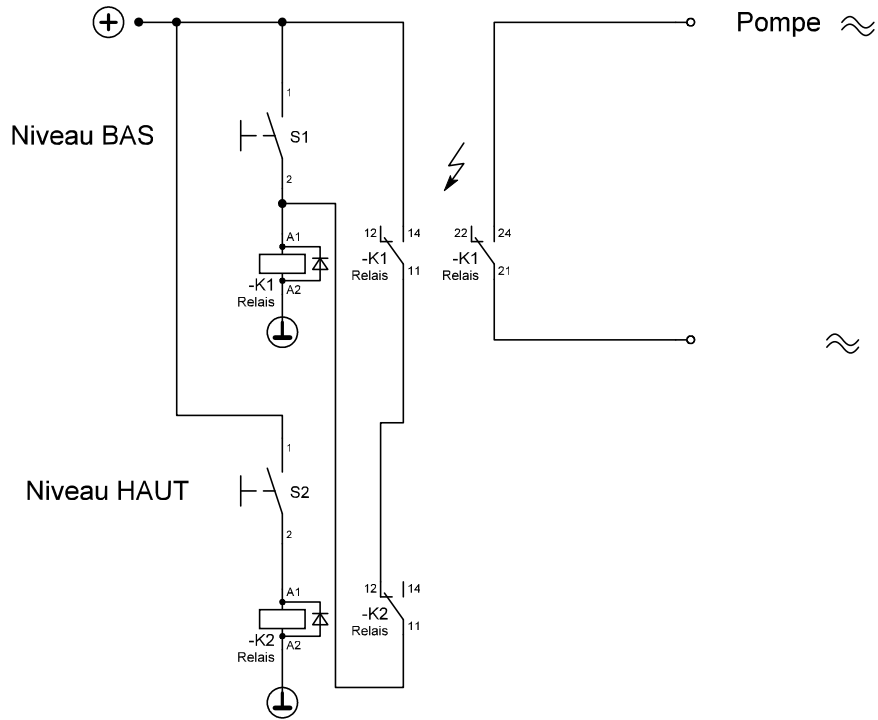 Pompe
1
Niveau BAS
S1
2
A1
-K1
Relais
A2
12
14
-K1
Relais
11
22
24
-K1
Relais
21
1
Niveau HAUT
S2
2
A1
-K2
Relais
A2
12
14
-K2
Relais
11